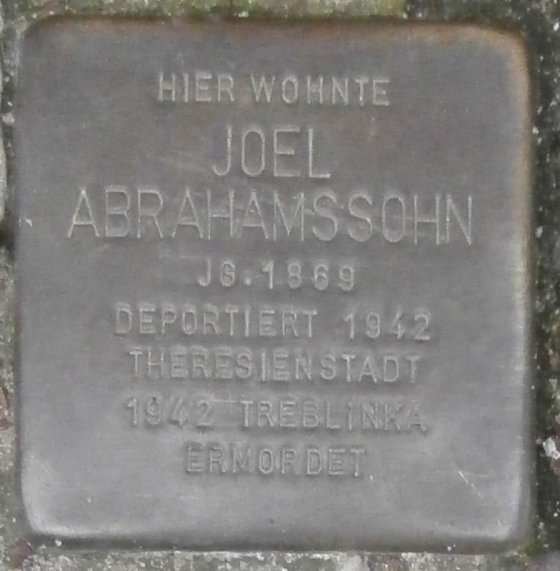 HIER WOHNTE
JOEL
ABRAHAMSSOHN
JG.1869
DEPORTIERT 1942
THERESIENSTADT
1942 TREBLINKA
ERMORDET